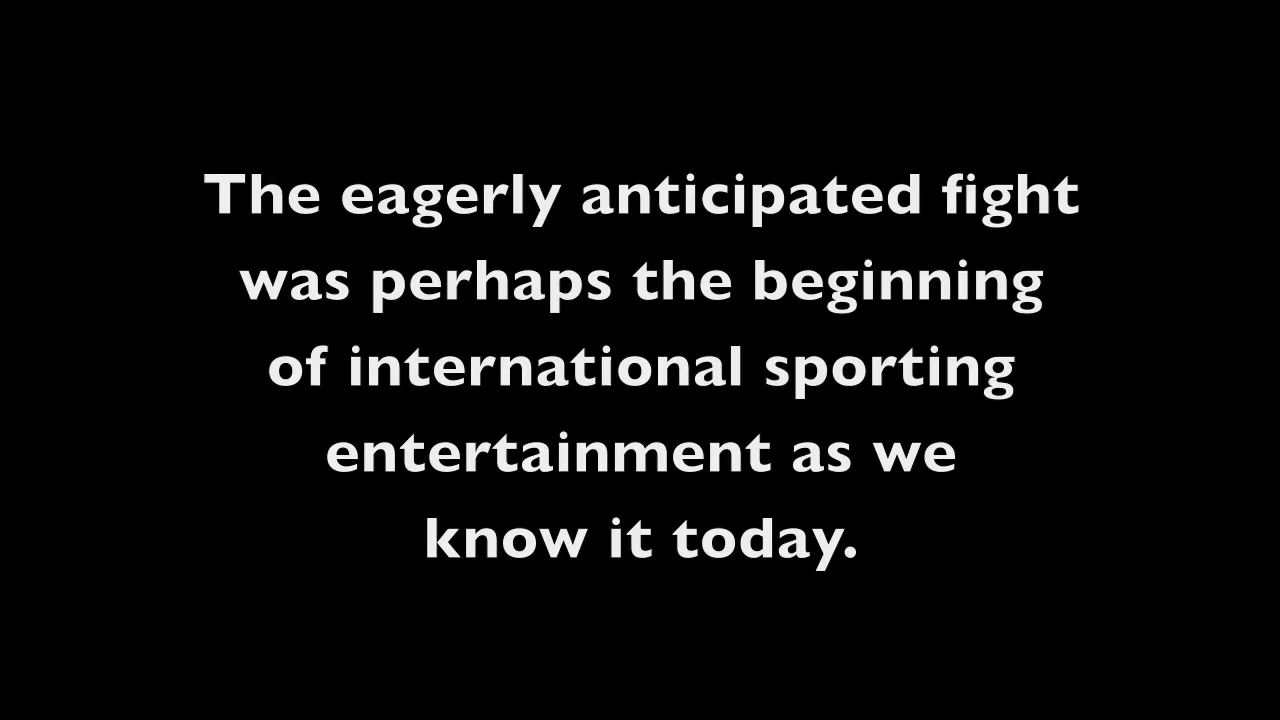 The eagerly anticipated fight
was perhaps the beginning
of international sporting
entertainment as we
know it today.